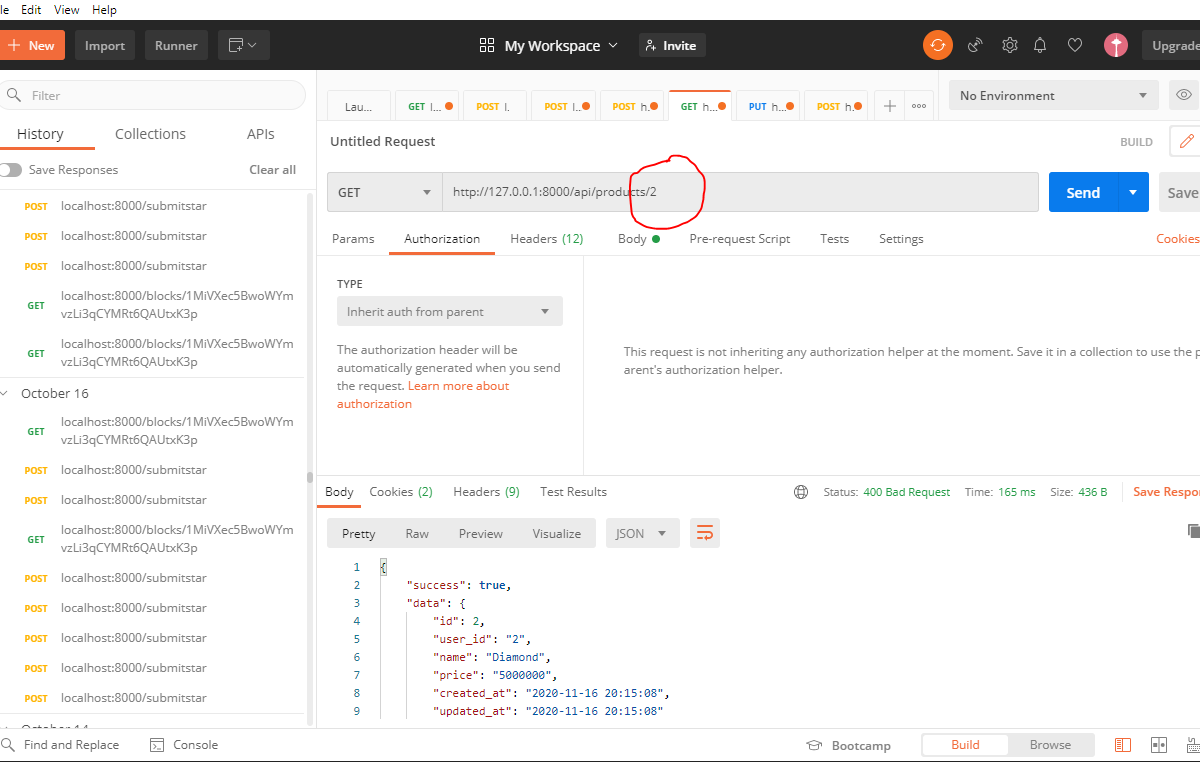 le Edit View Help
New Import Runner My Workspace Invite Upgrade
Filter
History Collections APIs
Save Responses Clear all
POST localhost:8000/submitstar
POST localhost:8000/submitstar
POST localhost:8000/submitstar
GET localhost:8000/blocks/1MiVXec5BwoWYm
vzLi3qCYMRt6QAUtxK3p
GET localhost:8000/blocks/1MiVXec5BwoWYm
vzLi3qCYMRt6QAUtxK3p
October 16
GET localhost:8000/blocks/1MiVXec5BwoWYm
vzLi3qCYMRt6QAUtxK3p
POST localhost:8000/submitstar
POST localhost:8000/submitstar
GET localhost:8000/blocks/1MiVXec5BwoWYm
vzLi3qCYMRt6QAUtxK3p
POST localhost:8000/submitstar
POST localhost:8000/submitstar
POST localhost:8000/submitstar
POST localhost:8000/submitstar
POST localhost:8000/submitstar
October 14
Lau... GET l... POST l. POST l... POST h. GET h... PUT h... POST h. No Environment
Untitled Request BUILD
GET http://127.0.0.1:8000/api/products/2 Send Save
Params Authorization Headers (12) Body Pre-request Script Tests Settings Cookies
TYPE
Inherit auth from parent
The authorization header will be
automatically generated when you send
the request. Learn more about
authorization
This request is not inheriting any authorization helper at the moment. Save it in a collection to use the p
arent's authorization helper.
Body Cookies (2) Headers (9) Test Results Status: 400 Bad Request Time: 165 ms Size: 436 B Save Respo
Pretty Raw Preview Visualize JSON
1 {
2 "success": true,
3 "data": {
4 "id": 2,
5 "user_id": "2",
6 "name": "Diamond",
7 "price": "5000000",
8 "created_at": "2020-11-16 20:15:08",
9 "updated_at": "2020-11-16 20:15:08"
Find and Replace Console Bootcamp Build Browse